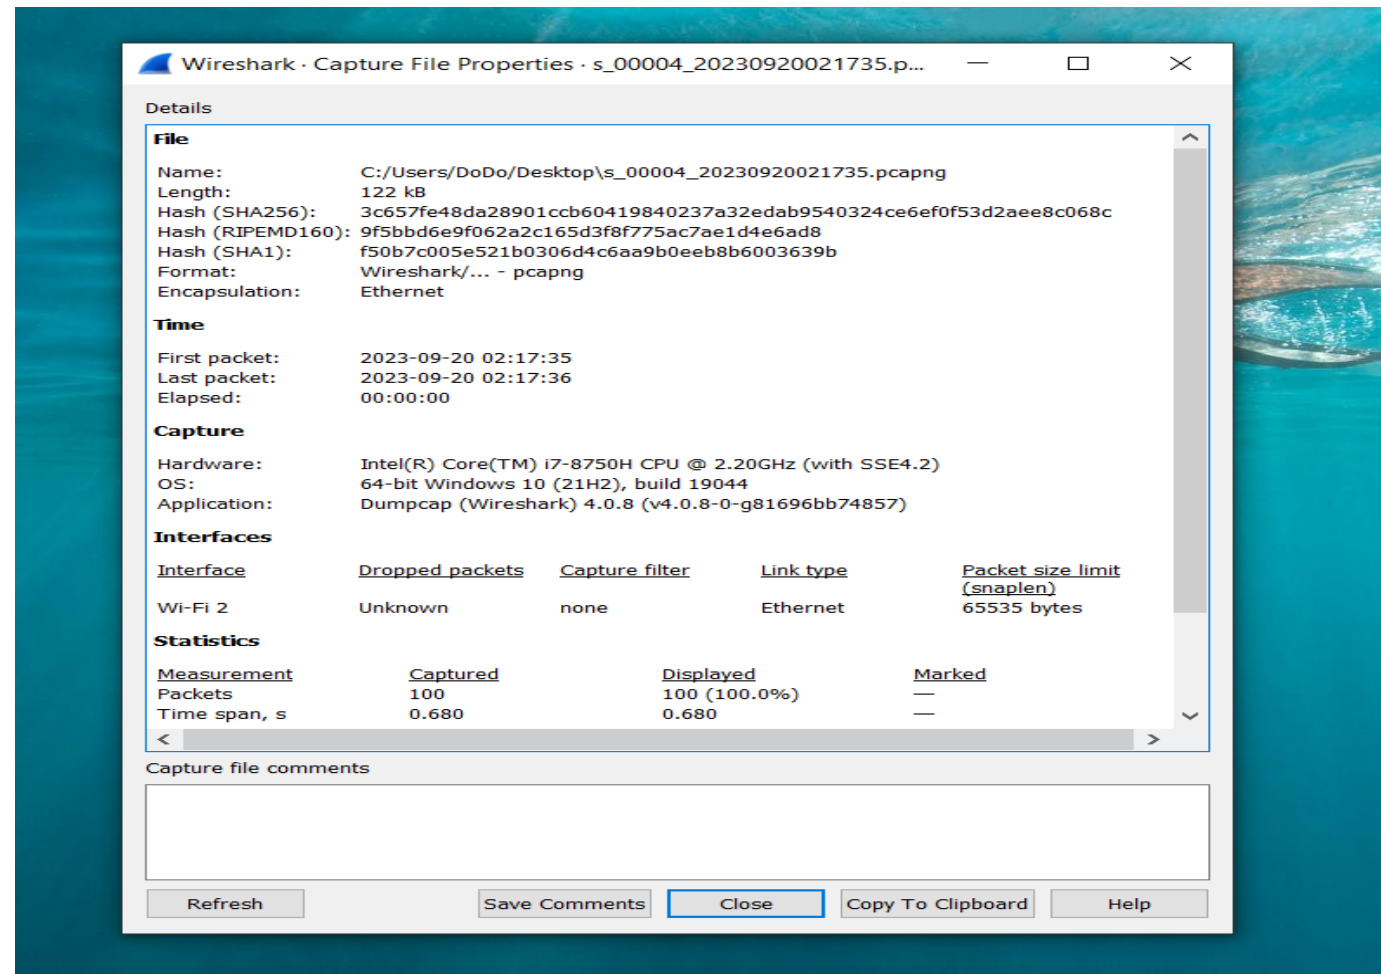 Wireshark · Capture File Properties · s_00004_20230920021735.p...
Details
File
Name: C:/Users/DoDo/Desktop\s_00004_20230920021735.pcapng
Length: 122 kB
Hash (SHA256): 3c657fe48da28901ccb60419840237a32edab9540324ce6ef0f53d2aee8c068c
Hash (RIPEMD160): 9f5bbd6e9f062a2c165d3f8f775ac7ae1d4e6ad8
Hash (SHA1): f50b7c005e521b0306d4c6aa9b0eeb8b6003639b
Format: Wireshark/... - pcapng
Encapsulation: Ethernet
Time
First packet: 2023-09-20 02:17:35
Last packet: 2023-09-20 02:17:36
Elapsed: 00:00:00
Capture
Hardware: Intel(R) Core(TM) i7-8750H CPU @ 2.20GHz (with SSE4.2)
OS: 64-bit Windows 10 (21H2), build 19044
Application: Dumpcap (Wireshark) 4.0.8 (v4.0.8-0-g81696bb74857)
Interfaces
Interface Dropped packets Capture filter Link type Packet size limit
(snaplen)
Wi-Fi 2 Unknown none Ethernet 65535 bytes
Statistics
Measurement Captured Displayed Marked
Packets 100 100 (100.0%) —
Time span, s 0.680 0.680 —
Capture file comments
Refresh Save Comments Close Copy To Clipboard Help